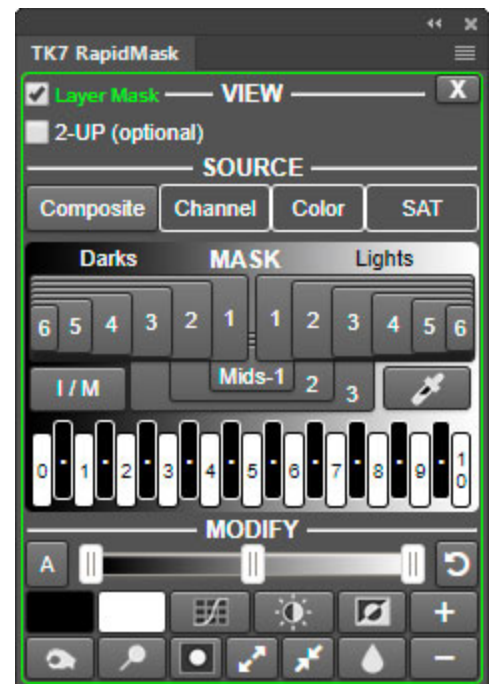 TK7 RapidMask
Layer Mask VIEW X
2-UP (optional)
SOURCE
Composite Channel Color SAT
Darks MASK Lights
6 5 4 3 2 1 1 2 3 4 5 6
I / M Mids-1 2 3
0 1 2 3 4 5 6 7 8 9 10
MODIFY
A
+
−